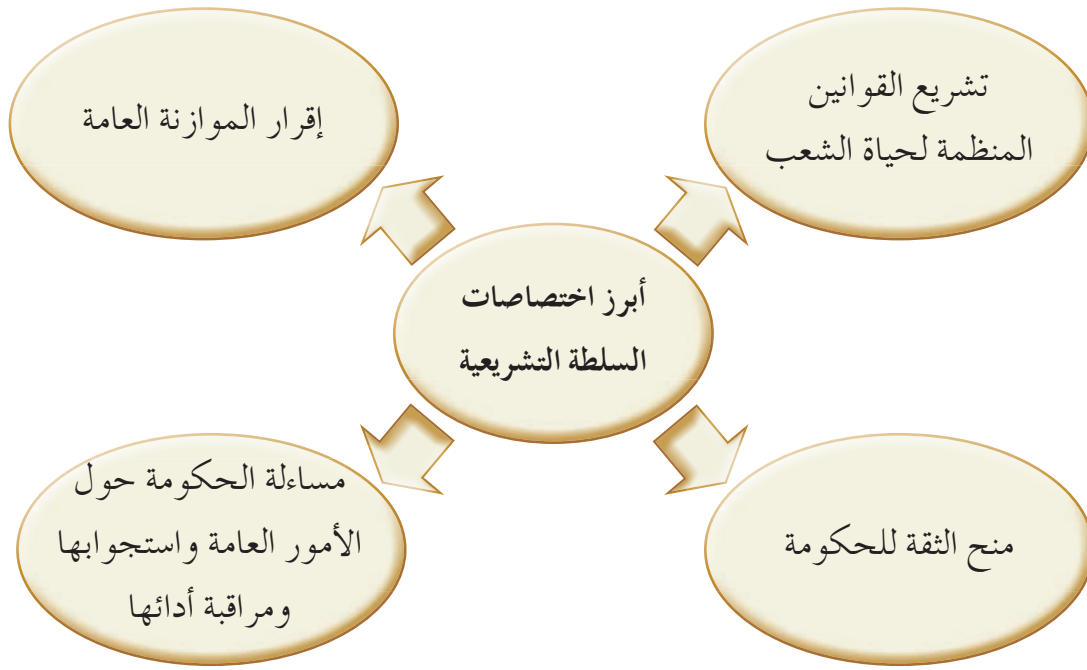 أبرز اختصاصات
السلطة التشريعية
تشريع القوانين
المنظمة لحياة الشعب
إقرار الموازنة العامة
منح الثقة للحكومة
مساءلة الحكومة حول
الأمور العامة واستجوابها
ومراقبة أدائها